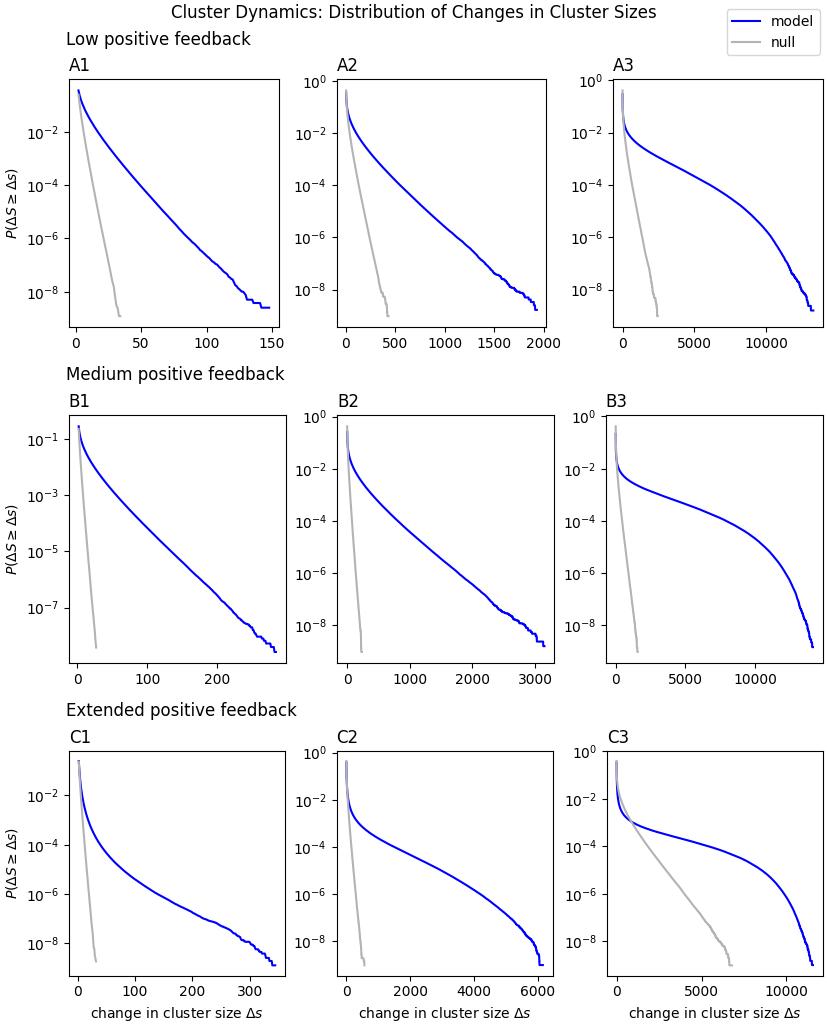 Cluster Dynamics: Distribution of Changes in Cluster Sizes
model
null
Low positive feedback
A1
A2
A3
P(ΔS ≥ Δs)
10⁻²
10⁻⁴
10⁻⁶
10⁻⁸
0 50 100 150
10⁰
10⁻²
10⁻⁴
10⁻⁶
10⁻⁸
0 500 1000 1500 2000
10⁰
10⁻²
10⁻⁴
10⁻⁶
10⁻⁸
0 5000 10000
Medium positive feedback
B1
B2
B3
P(ΔS ≥ Δs)
10⁻¹
10⁻³
10⁻⁵
10⁻⁷
0 100 200
10⁰
10⁻²
10⁻⁴
10⁻⁶
10⁻⁸
0 1000 2000 3000
10⁰
10⁻²
10⁻⁴
10⁻⁶
10⁻⁸
0 5000 10000
Extended positive feedback
C1
C2
C3
P(ΔS ≥ Δs)
10⁻²
10⁻⁴
10⁻⁶
10⁻⁸
0 100 200 300
change in cluster size Δs
10⁰
10⁻²
10⁻⁴
10⁻⁶
10⁻⁸
0 2000 4000 6000
change in cluster size Δs
10⁰
10⁻²
10⁻⁴
10⁻⁶
10⁻⁸
0 5000 10000
change in cluster size Δs